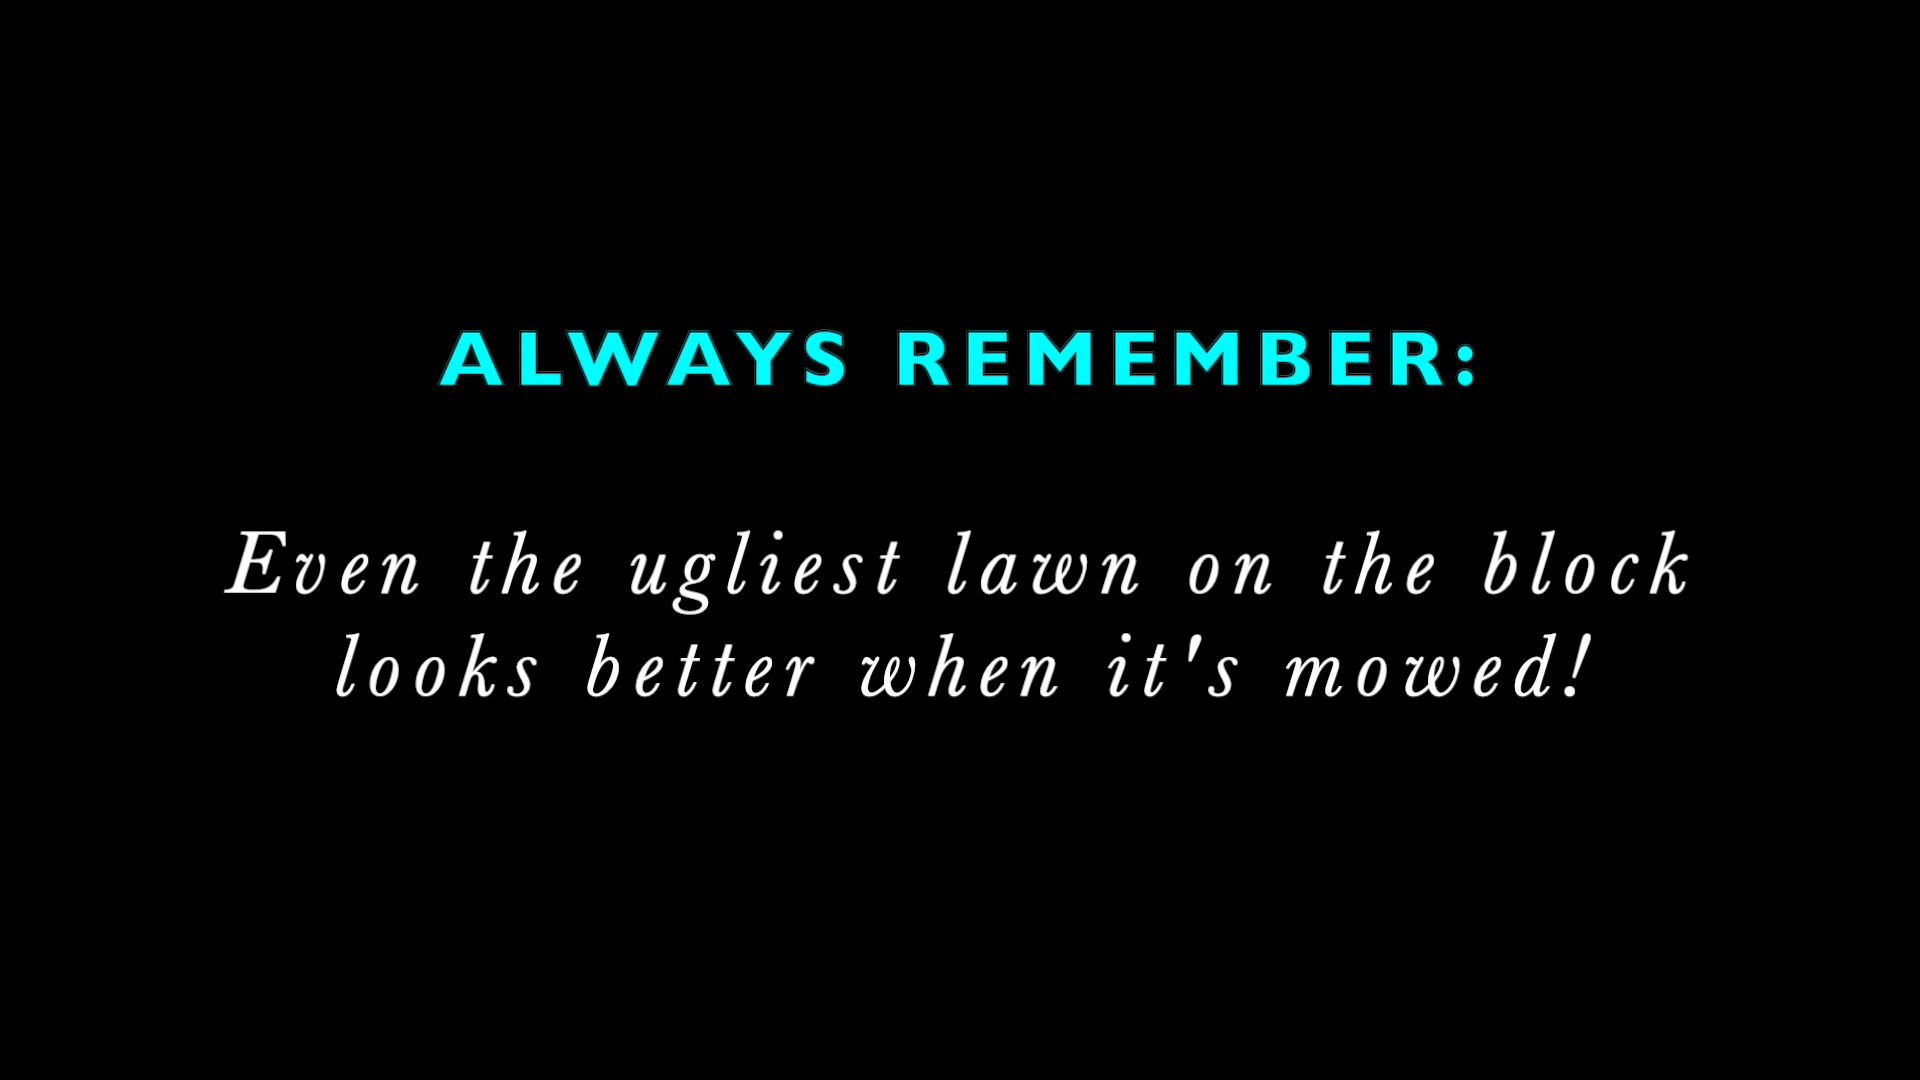 ALWAYS REMEMBER:
Even the ugliest lawn on the block
looks better when it's mowed!